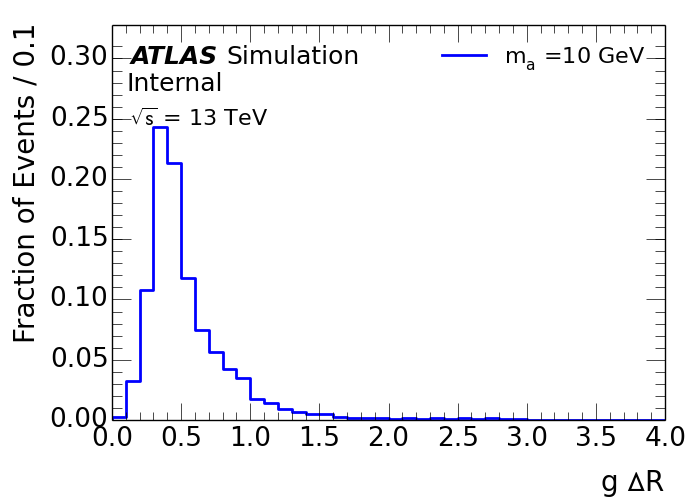 ATLAS Simulation
Internal
√s = 13 TeV
m_a =10 GeV
Fraction of Events / 0.1
0.30
0.25
0.20
0.15
0.10
0.05
0.00
0.0 0.5 1.0 1.5 2.0 2.5 3.0 3.5 4.0
g ΔR